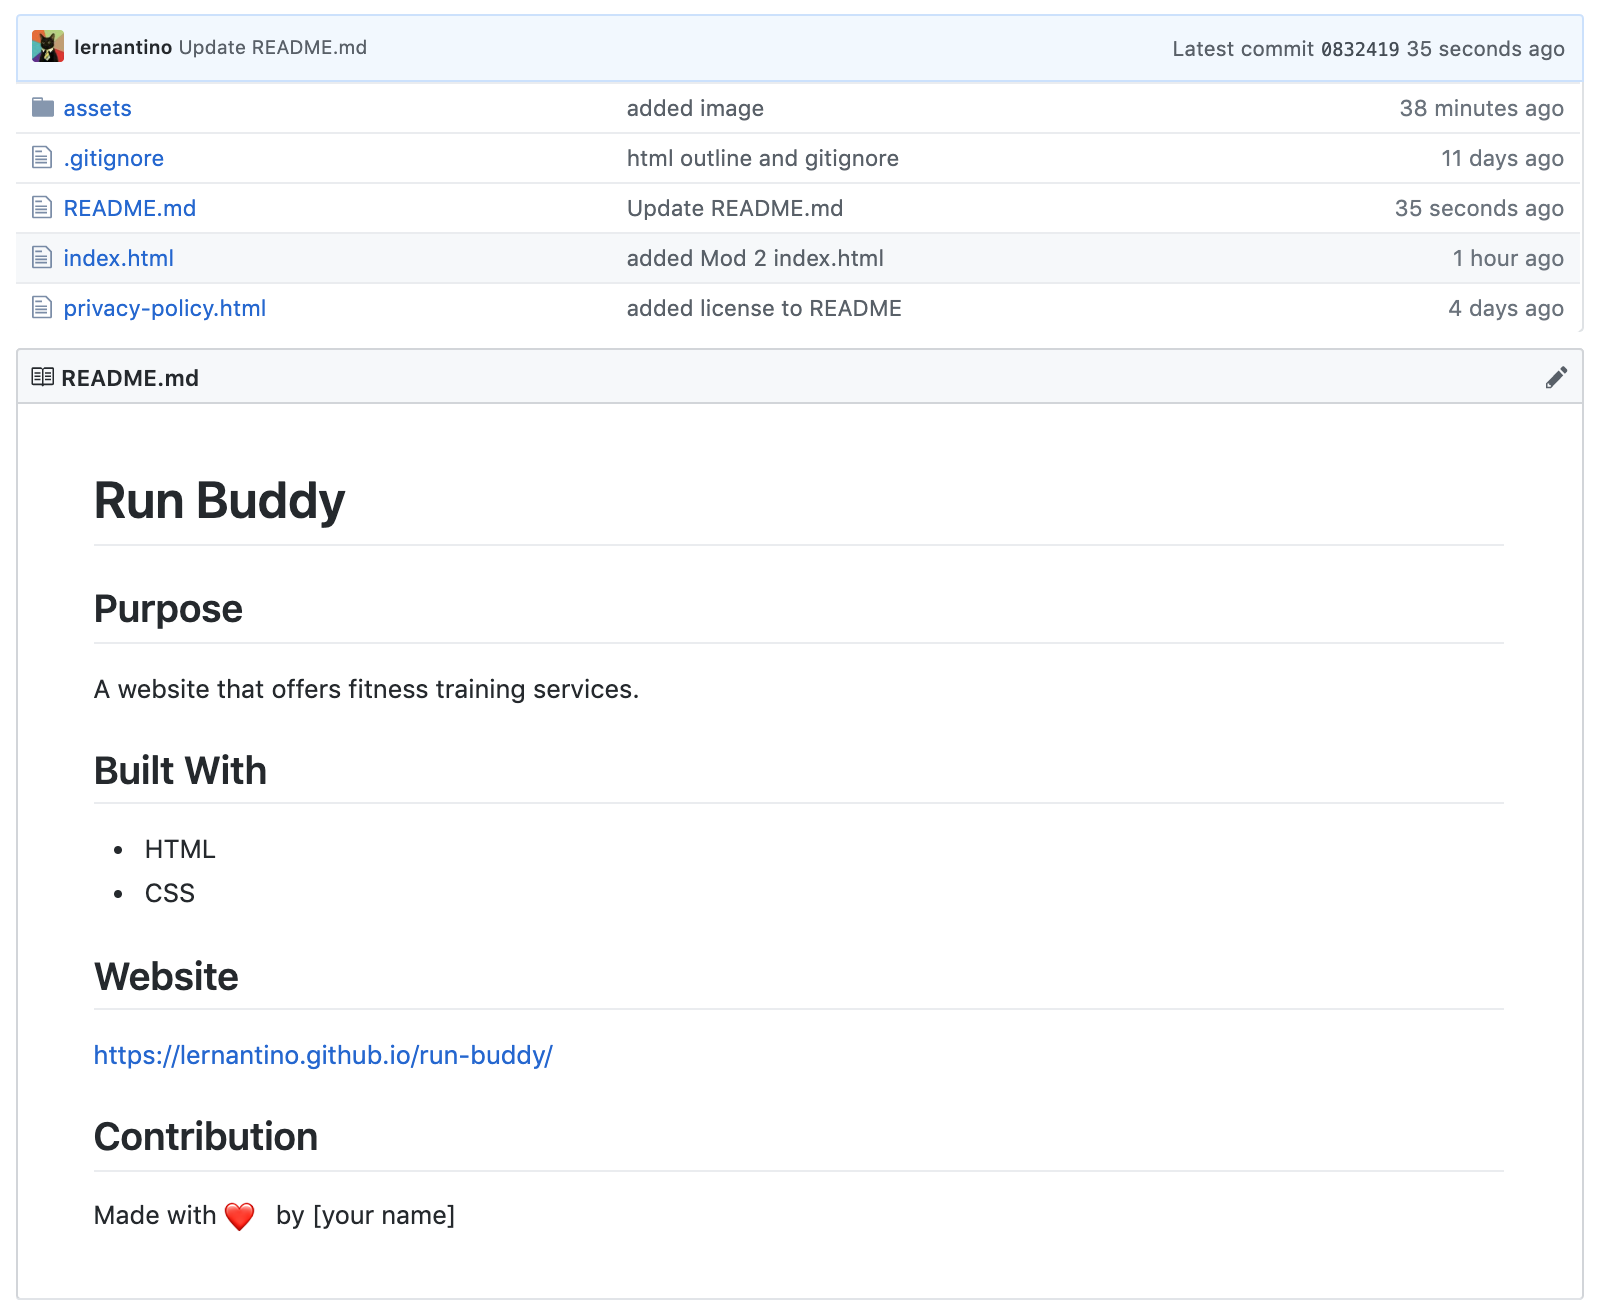 lernantino Update README.md Latest commit 0832419 35 seconds ago
assets added image 38 minutes ago
.gitignore html outline and gitignore 11 days ago
README.md Update README.md 35 seconds ago
index.html added Mod 2 index.html 1 hour ago
privacy-policy.html added license to README 4 days ago
README.md
Run Buddy
Purpose
A website that offers fitness training services.
Built With
• HTML
• CSS
Website
https://lernantino.github.io/run-buddy/
Contribution
Made with ❤️ by [your name]